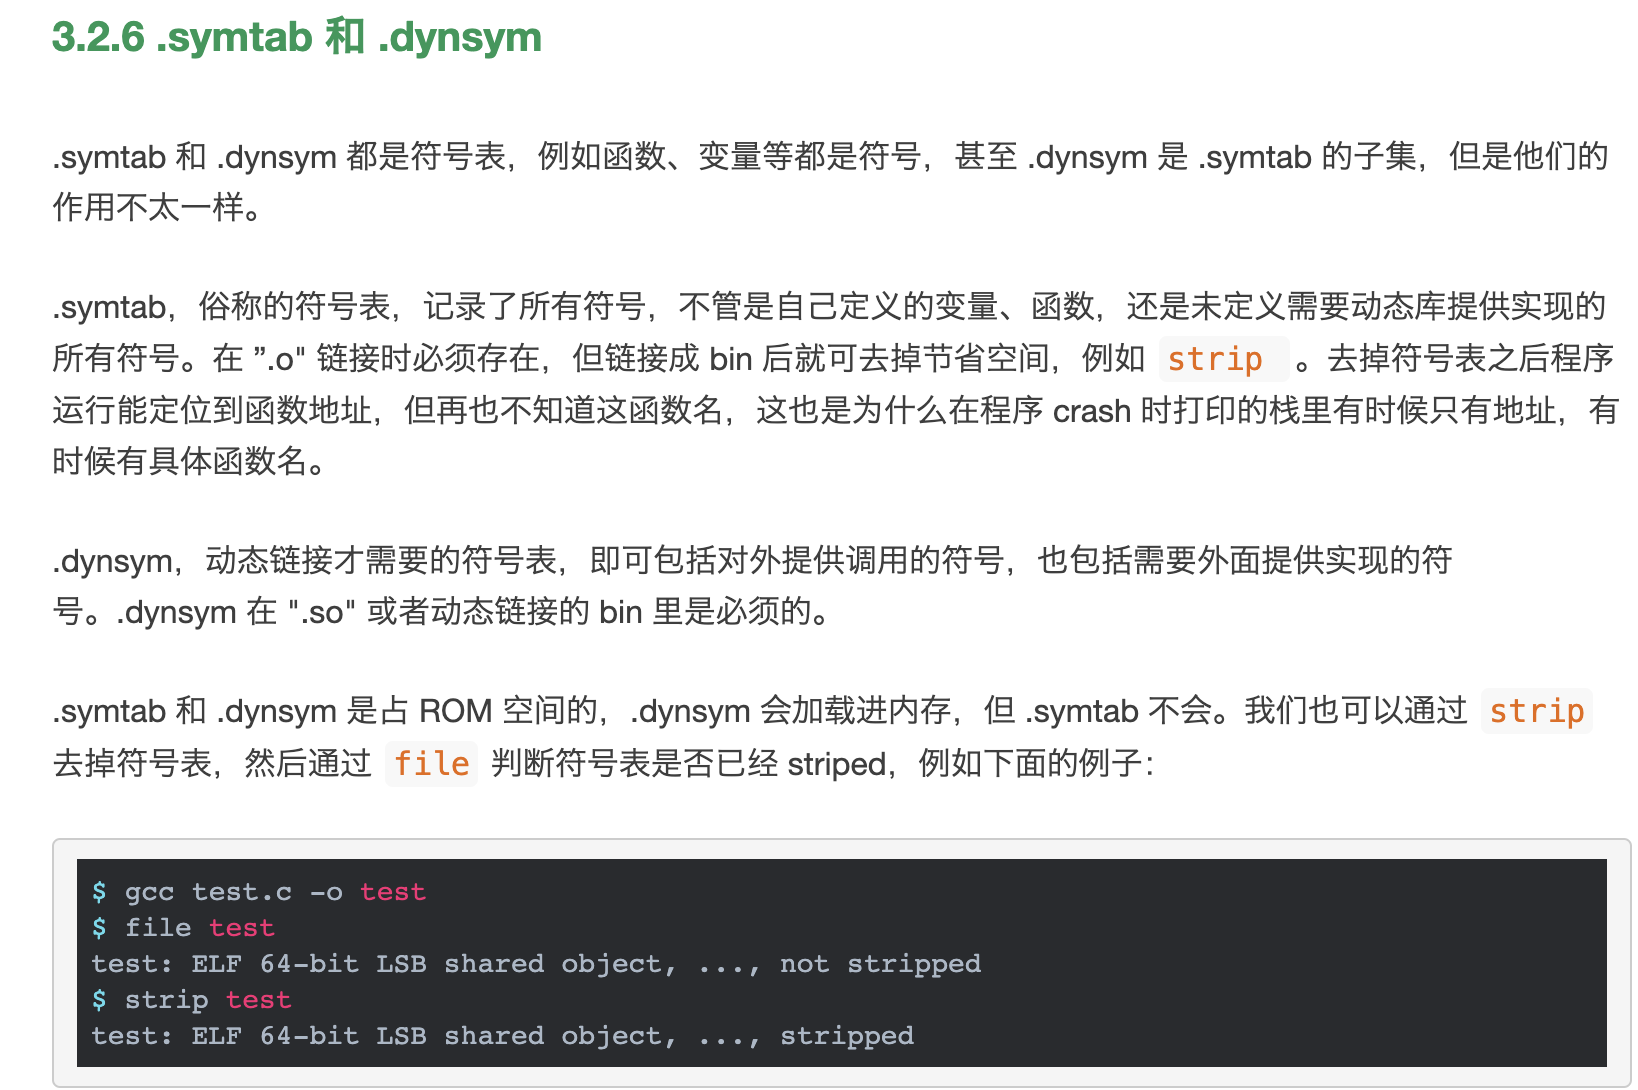 3.2.6 .symtab 和 .dynsym
.symtab 和 .dynsym 都是符号表，例如函数、变量等都是符号，甚至 .dynsym 是 .symtab 的子集，但是他们的
作用不太一样。
.symtab，俗称的符号表，记录了所有符号，不管是自己定义的变量、函数，还是未定义需要动态库提供实现的
所有符号。在 ”.o" 链接时必须存在，但链接成 bin 后就可去掉节省空间，例如 strip 。去掉符号表之后程序
运行能定位到函数地址，但再也不知道这函数名，这也是为什么在程序 crash 时打印的栈里有时候只有地址，有
时候有具体函数名。
.dynsym，动态链接才需要的符号表，即可包括对外提供调用的符号，也包括需要外面提供实现的符
号。.dynsym 在 ".so" 或者动态链接的 bin 里是必须的。
.symtab 和 .dynsym 是占 ROM 空间的，.dynsym 会加载进内存，但 .symtab 不会。我们也可以通过 strip
去掉符号表，然后通过 file 判断符号表是否已经 striped，例如下面的例子：
$ gcc test.c -o test
$ file test
test: ELF 64-bit LSB shared object, ..., not stripped
$ strip test
test: ELF 64-bit LSB shared object, ..., stripped